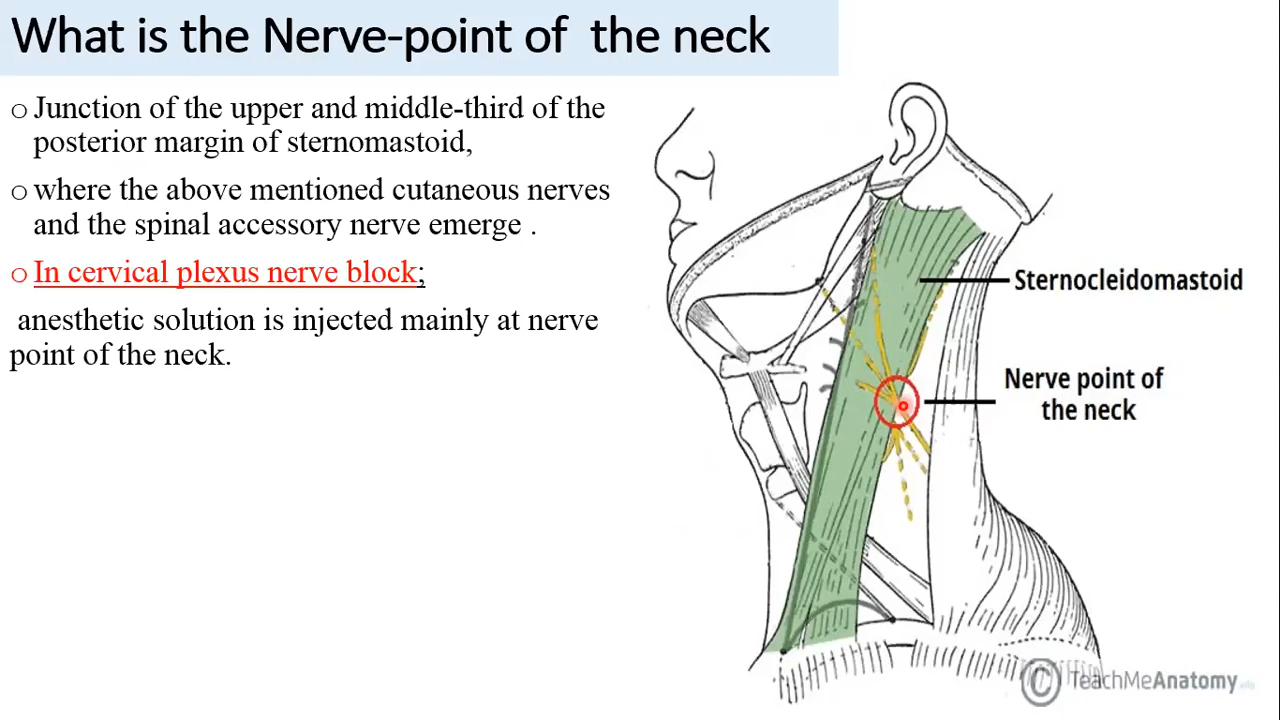 What is the Nerve-point of the neck
o Junction of the upper and middle-third of the
posterior margin of sternomastoid,
o where the above mentioned cutaneous nerves
and the spinal accessory nerve emerge .
o In cervical plexus nerve block;
anesthetic solution is injected mainly at nerve
point of the neck.
Sternocleidomastoid
Nerve point of
the neck
© TeachMeAnatomy